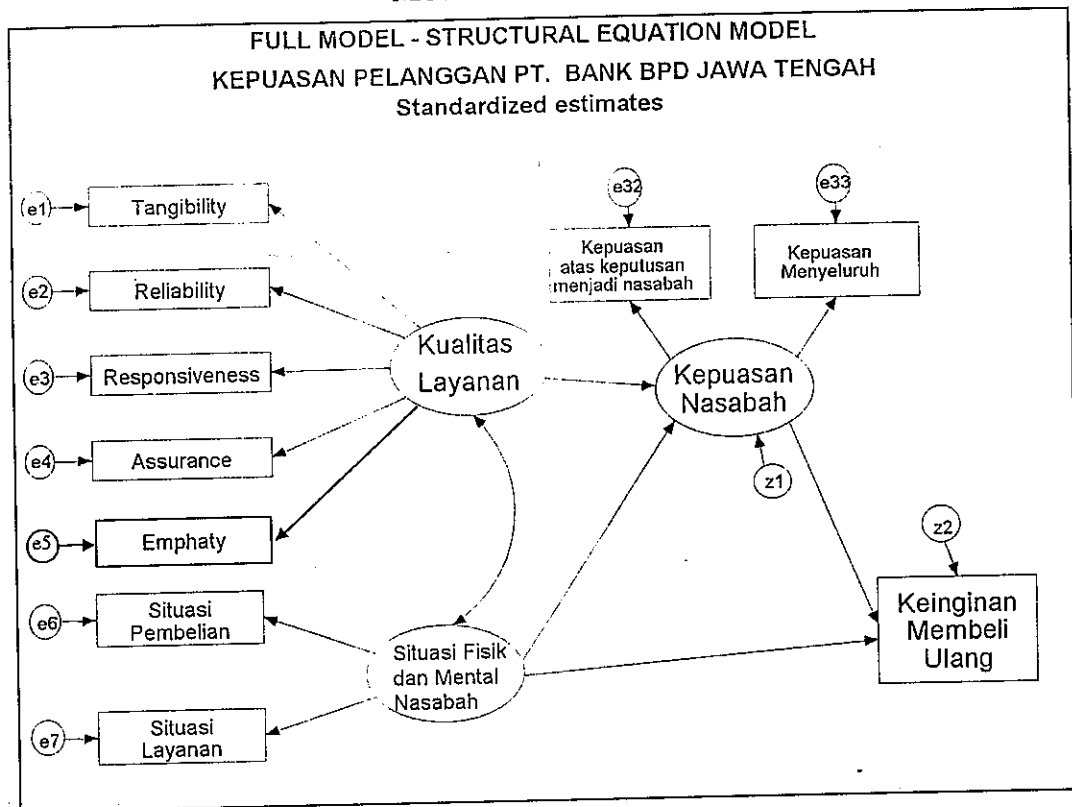 FULL MODEL - STRUCTURAL EQUATION MODEL
KEPUASAN PELANGGAN PT. BANK BPD JAWA TENGAH
Standardized estimates
e1
Tangibility
e2
Reliability
e3
Responsiveness
e4
Assurance
e5
Emphaty
e6
Situasi
Pembelian
e7
Situasi
Layanan
Kualitas
Layanan
Situasi Fisik
dan Mental
Nasabah
e32
Kepuasan
atas keputusan
menjadi nasabah
e33
Kepuasan
Menyeluruh
Kepuasan
Nasabah
z1
z2
Keinginan
Membeli
Ulang